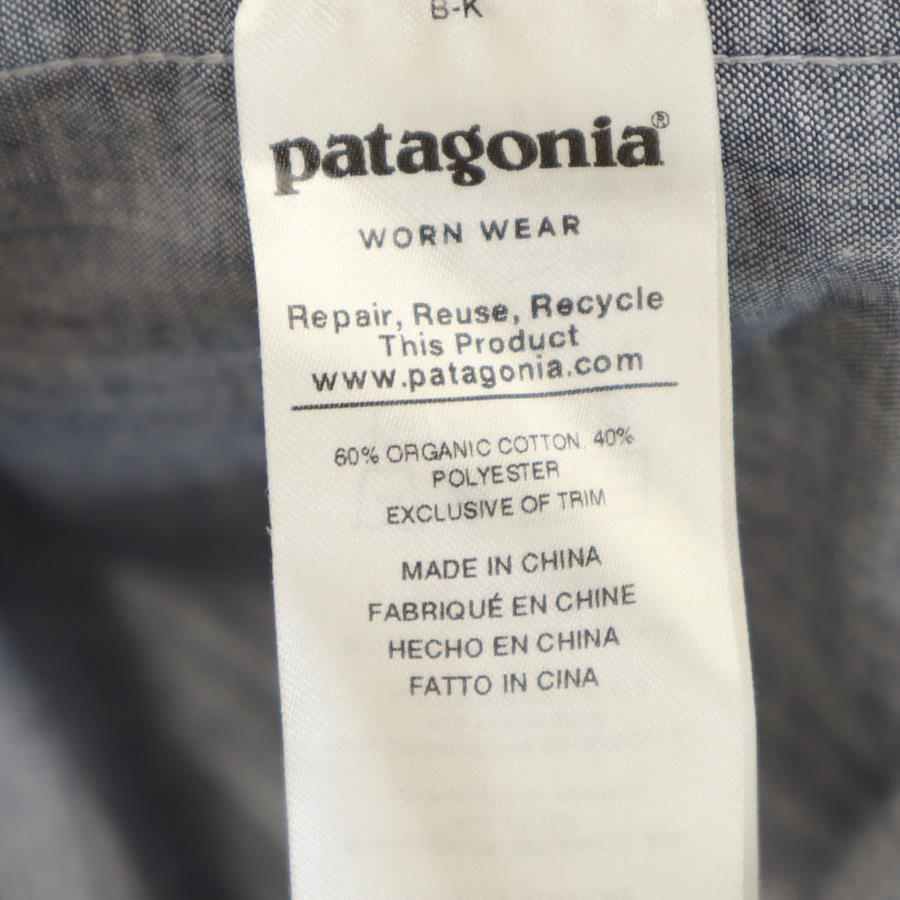 B-K
patagonia®
WORN WEAR
Repair, Reuse, Recycle
This Product
www.patagonia.com
60% ORGANIC COTTON, 40%
POLYESTER
EXCLUSIVE OF TRIM
MADE IN CHINA
FABRIQUÉ EN CHINE
HECHO EN CHINA
FATTO IN CINA